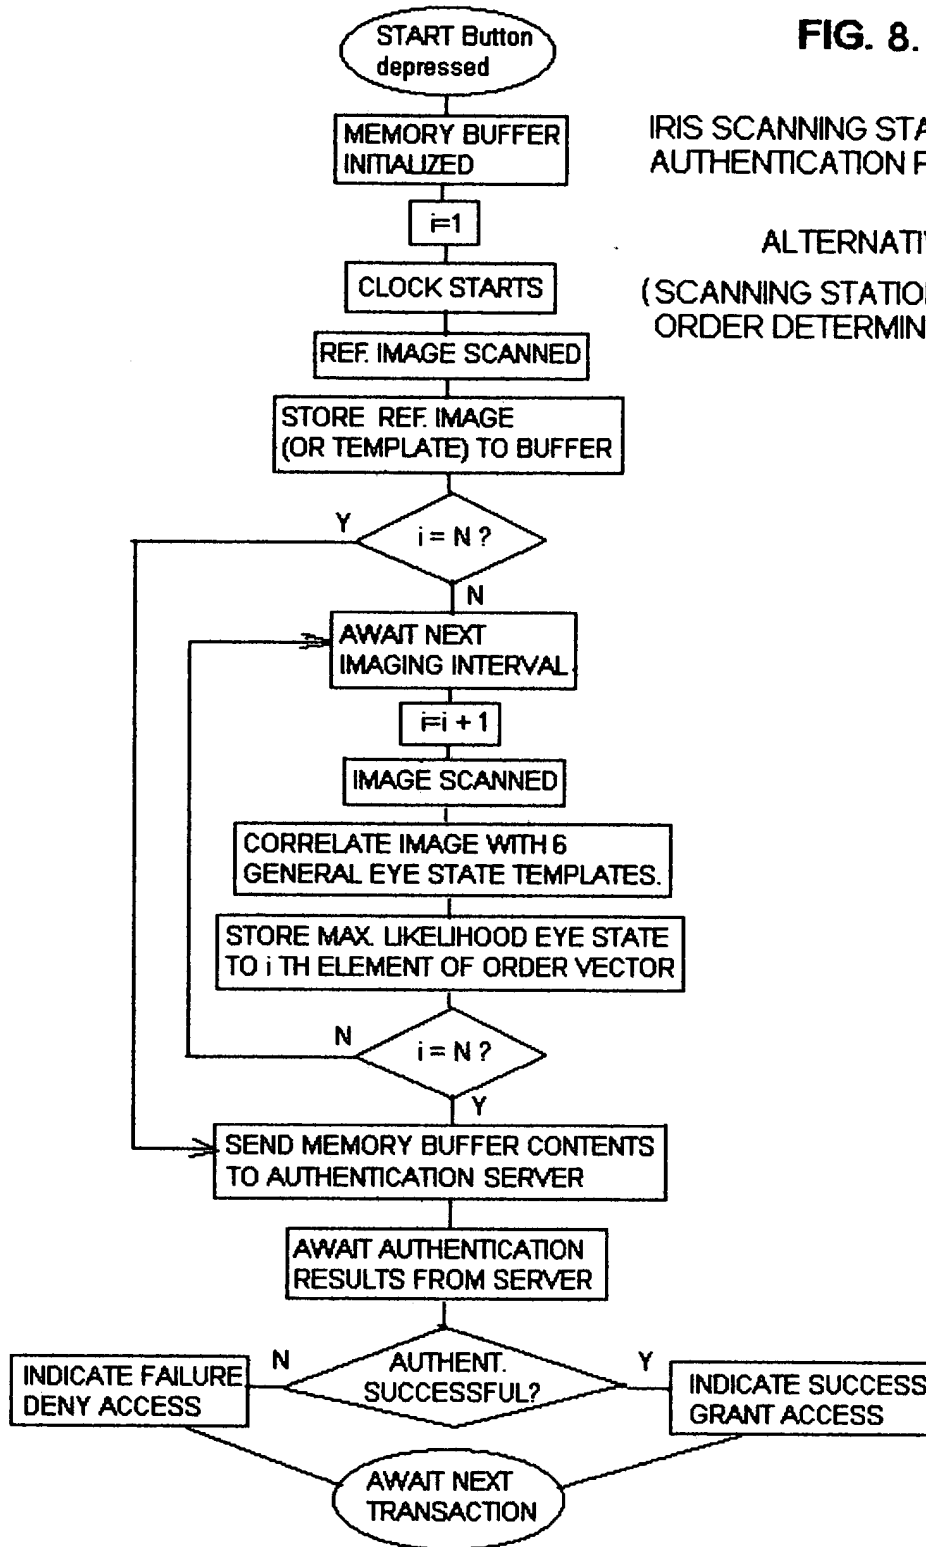 START Button
depressed
FIG. 8.
MEMORY BUFFER
INITIALIZED
IRIS SCANNING STA
AUTHENTICATION P
i=1
ALTERNATIV
CLOCK STARTS
(SCANNING STATION
ORDER DETERMIN
REF. IMAGE SCANNED
STORE REF. IMAGE
(OR TEMPLATE) TO BUFFER
Y
i = N ?
N
AWAIT NEXT
IMAGING INTERVAL
i=i + 1
IMAGE SCANNED
CORRELATE IMAGE WITH 6
GENERAL EYE STATE TEMPLATES.
STORE MAX. LIKELIHOOD EYE STATE
TO i TH ELEMENT OF ORDER VECTOR
N
i = N ?
Y
SEND MEMORY BUFFER CONTENTS
TO AUTHENTICATION SERVER
AWAIT AUTHENTICATION
RESULTS FROM SERVER
N
AUTHENT.
SUCCESSFUL?
Y
INDICATE FAILURE
DENY ACCESS
INDICATE SUCCESS
GRANT ACCESS
AWAIT NEXT
TRANSACTION